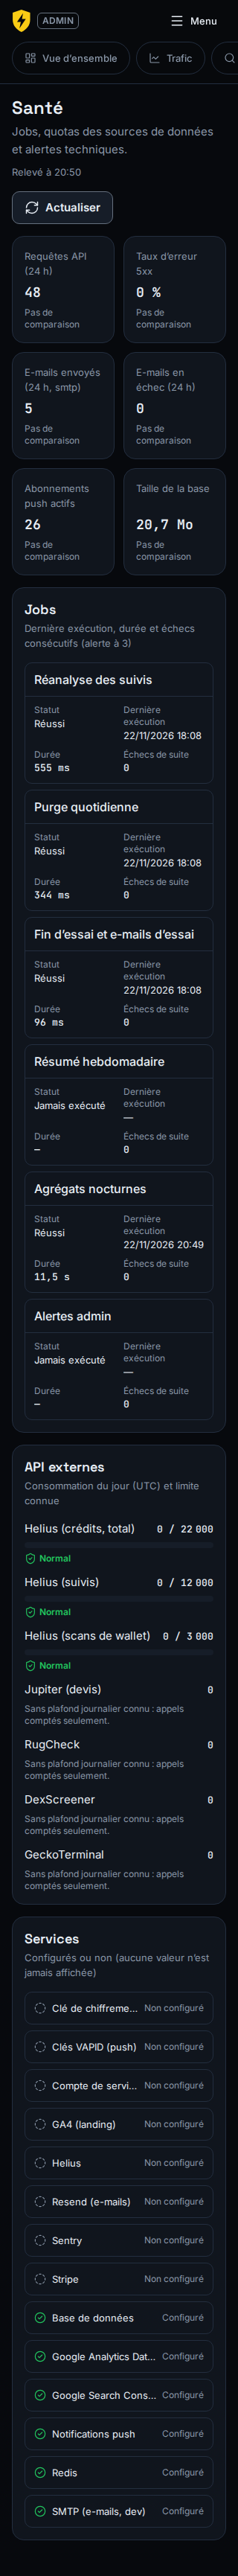 ADMIN
Menu
Vue d'ensemble
Trafic
Santé
Jobs, quotas des sources de données
et alertes techniques.
Relevé à 20:50
Actualiser
Requêtes API
(24 h)
48
Pas de
comparaison
Taux d'erreur
5xx
0 %
Pas de
comparaison
E-mails envoyés
(24 h, smtp)
5
Pas de
comparaison
E-mails en
échec (24 h)
0
Pas de
comparaison
Abonnements
push actifs
26
Pas de
comparaison
Taille de la base
20,7 Mo
Pas de
comparaison
Jobs
Dernière exécution, durée et échecs
consécutifs (alerte à 3)
Réanalyse des suivis
Statut
Réussi
Dernière
exécution
22/11/2026 18:08
Durée
555 ms
Échecs de suite
0
Purge quotidienne
Statut
Réussi
Dernière
exécution
22/11/2026 18:08
Durée
344 ms
Échecs de suite
0
Fin d'essai et e-mails d'essai
Statut
Réussi
Dernière
exécution
22/11/2026 18:08
Durée
96 ms
Échecs de suite
0
Résumé hebdomadaire
Statut
Jamais exécuté
Dernière
exécution
—
Durée
—
Échecs de suite
0
Agrégats nocturnes
Statut
Réussi
Dernière
exécution
22/11/2026 20:49
Durée
11,5 s
Échecs de suite
0
Alertes admin
Statut
Jamais exécuté
Dernière
exécution
—
Durée
—
Échecs de suite
0
API externes
Consommation du jour (UTC) et limite
connue
Helius (crédits, total) 0 / 22 000
Normal
Helius (suivis) 0 / 12 000
Normal
Helius (scans de wallet) 0 / 3 000
Normal
Jupiter (devis) 0
Sans plafond journalier connu : appels
comptés seulement.
RugCheck 0
Sans plafond journalier connu : appels
comptés seulement.
DexScreener 0
Sans plafond journalier connu : appels
comptés seulement.
GeckoTerminal 0
Sans plafond journalier connu : appels
comptés seulement.
Services
Configurés ou non (aucune valeur n'est
jamais affichée)
Clé de chiffreme... Non configuré
Clés VAPID (push) Non configuré
Compte de servi... Non configuré
GA4 (landing) Non configuré
Helius Non configuré
Resend (e-mails) Non configuré
Sentry Non configuré
Stripe Non configuré
Base de données Configuré
Google Analytics Dat... Configuré
Google Search Cons... Configuré
Notifications push Configuré
Redis Configuré
SMTP (e-mails, dev) Configuré